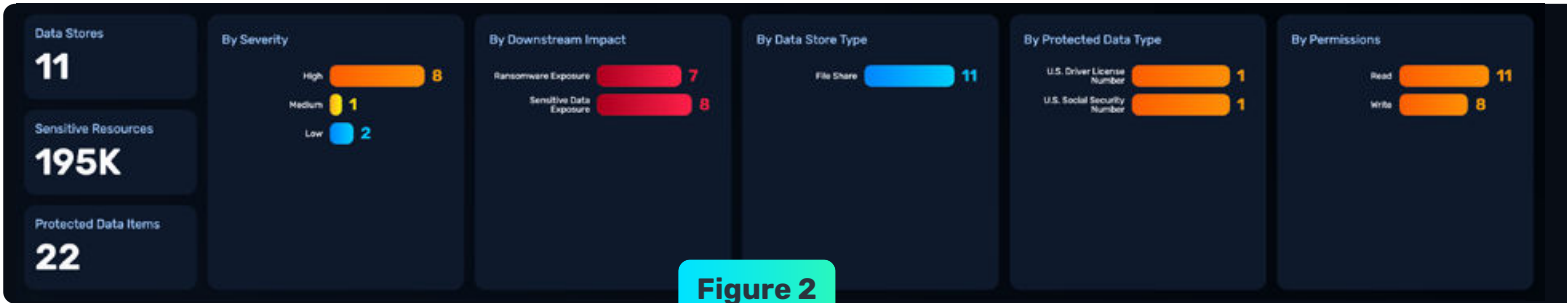 Data Stores
11
Sensitive Resources
195K
Protected Data Items
22
By Severity
High 8
Medium 1
Low 2
By Downstream Impact
Ransomware Exposure 7
Sensitive Data
Exposure 8
By Data Store Type
File Share 11
By Protected Data Type
U.S. Driver License
Number 1
U.S. Social Security
Number 1
By Permissions
Read 11
Write 8
Figure 2